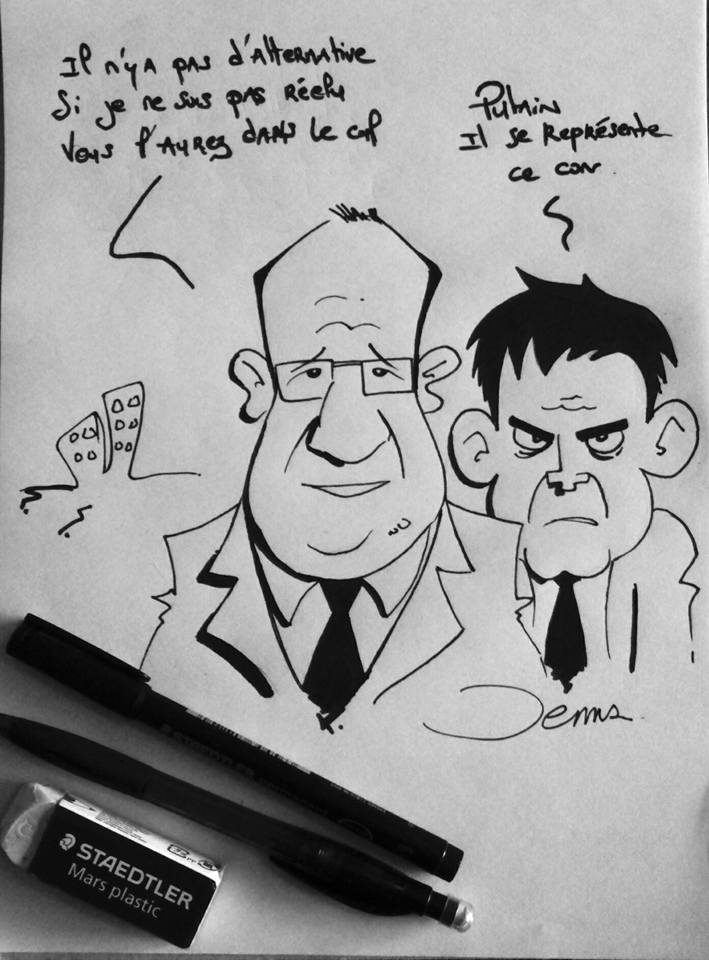 Il n'y a pas d'alternative
Si je ne suis pas réélu
Vous l'aurez dans le cul
Putain
Il se représente
ce con.
Denns
STAEDTLER
Mars plastic